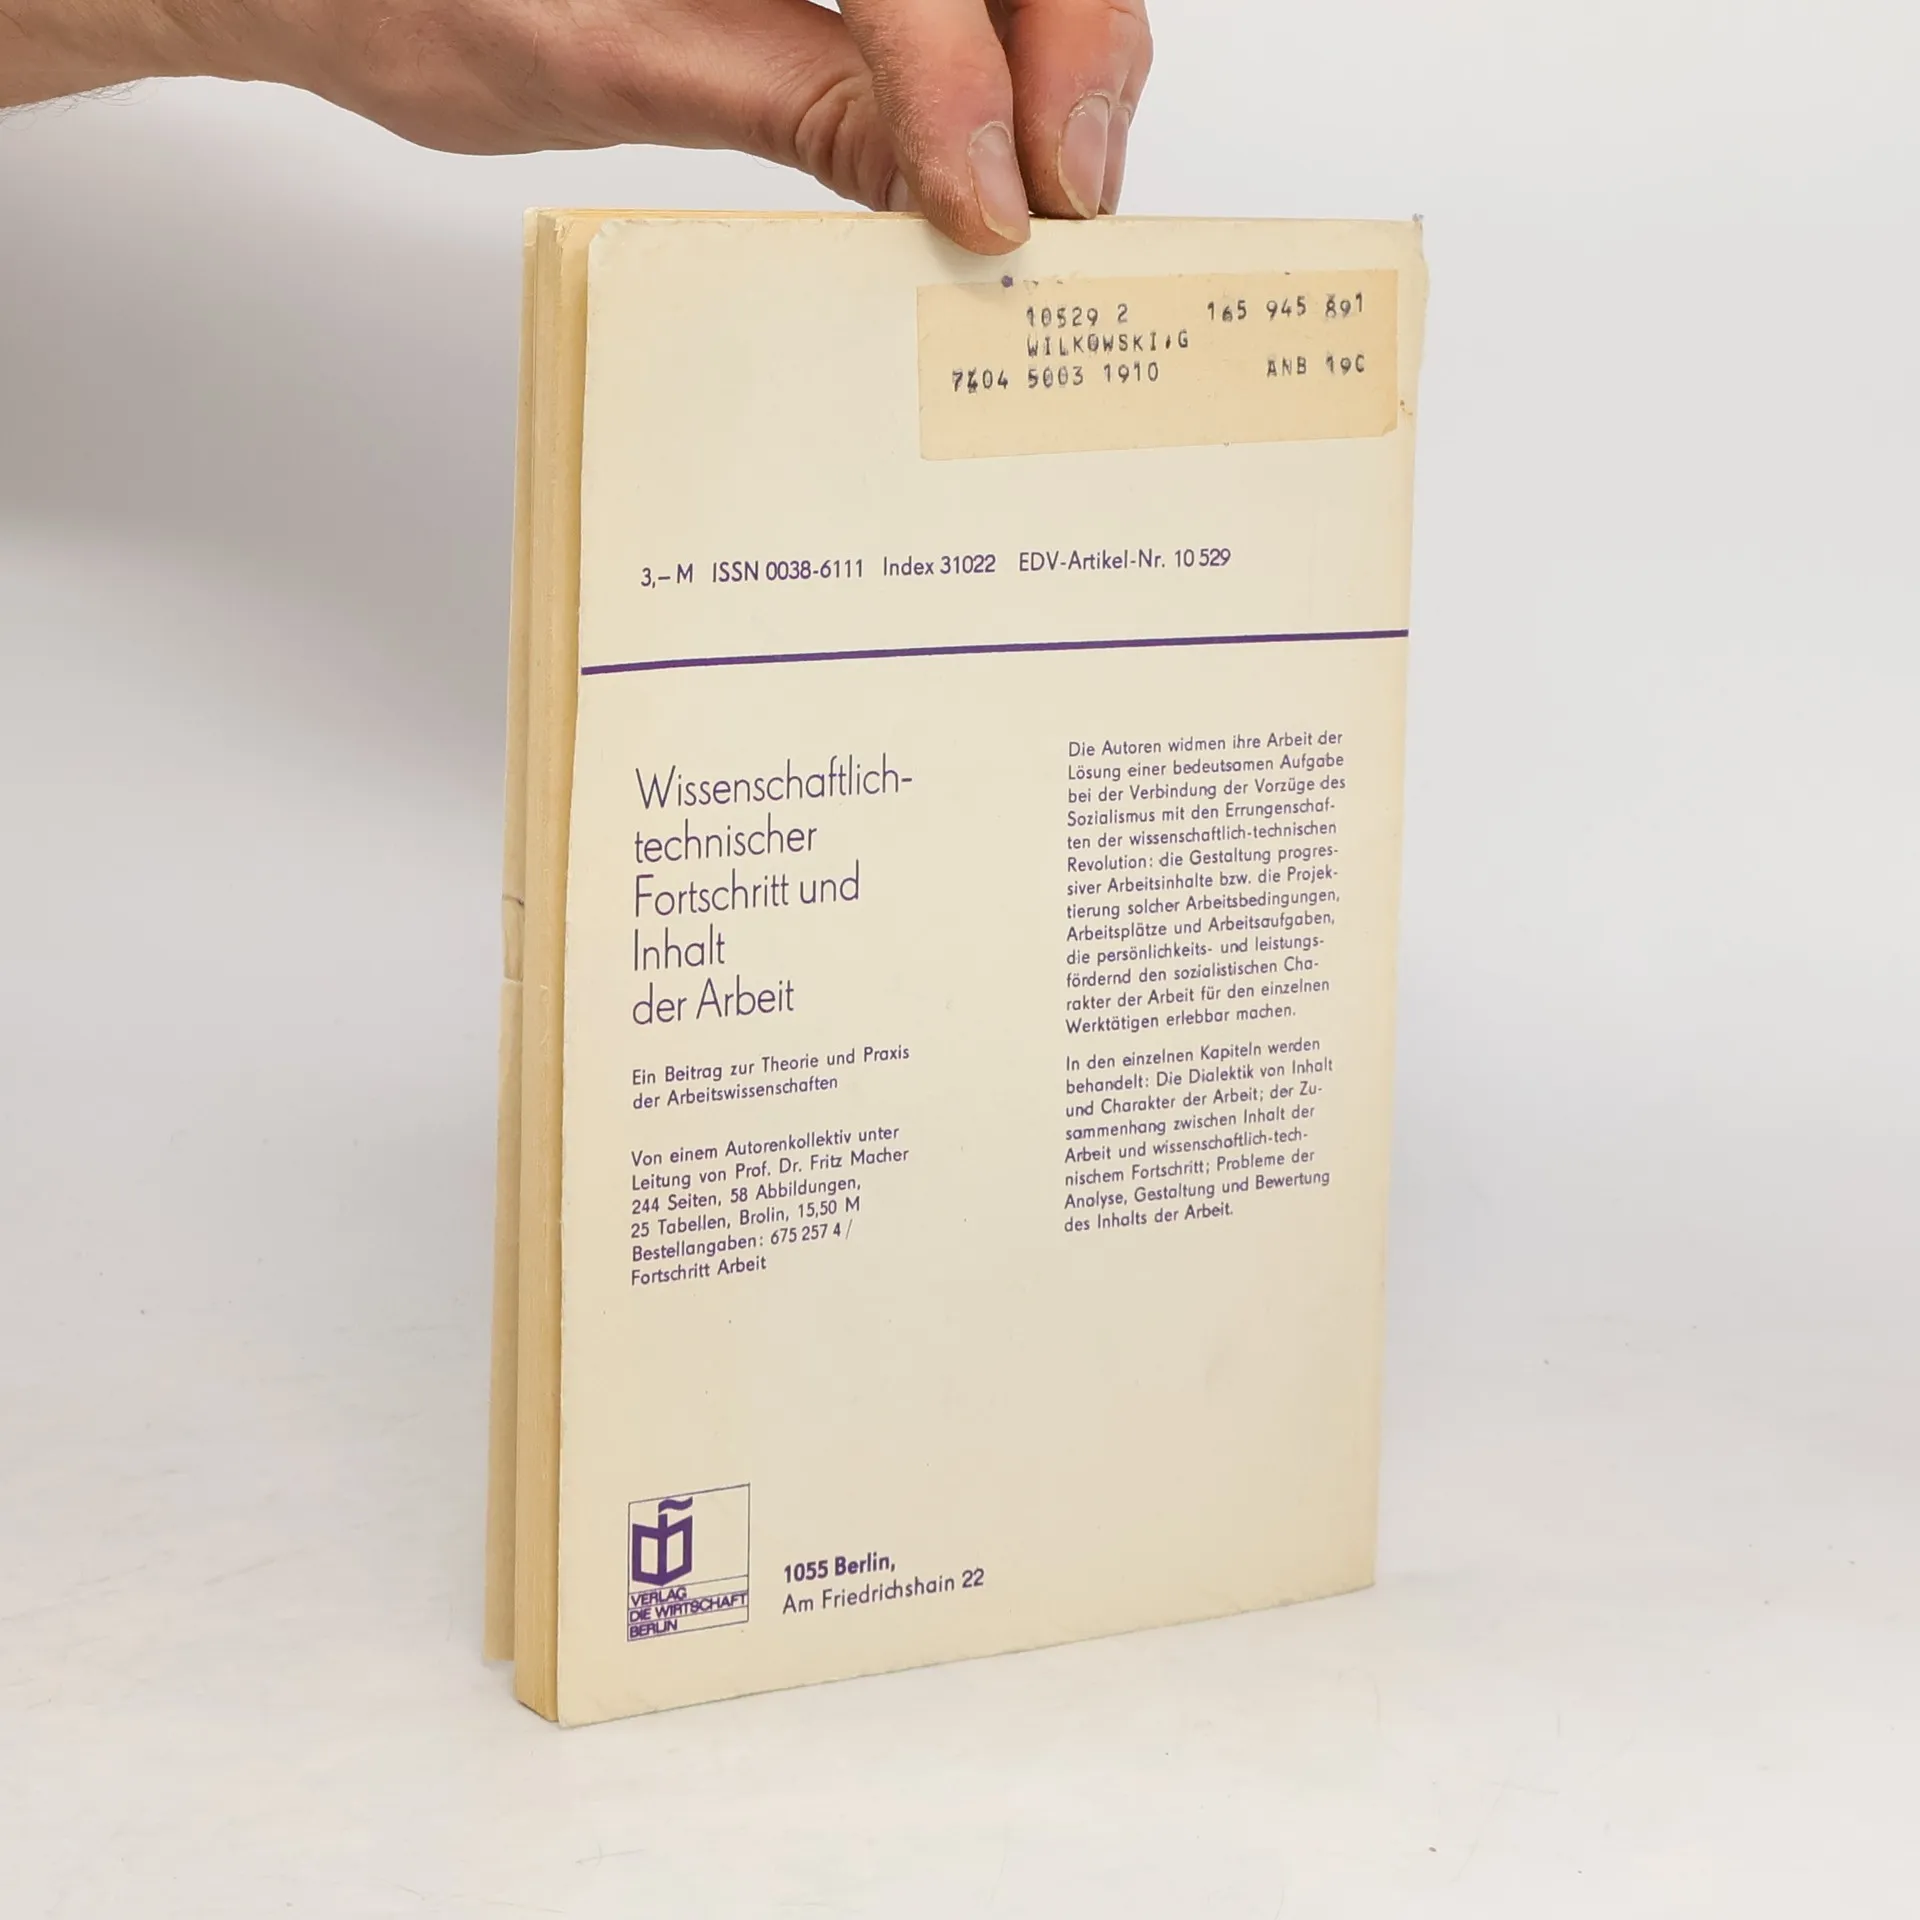 10529 2 165 945 891
WILKOWSKI,G
7404 5003 1910 ANB 19C
3,– M ISSN 0038-6111 Index 31022 EDV-Artikel-Nr. 10 529
Wissenschaftlich-
technischer
Fortschritt und
Inhalt
der Arbeit
Ein Beitrag zur Theorie und Praxis
der Arbeitswissenschaften
Von einem Autorenkollektiv unter
Leitung von Prof. Dr. Fritz Macher
244 Seiten, 58 Abbildungen,
25 Tabellen, Brolin, 15,50 M
Bestellangaben: 675 257 4 /
Fortschritt Arbeit
Die Autoren widmen ihre Arbeit der
Lösung einer bedeutsamen Aufgabe
bei der Verbindung der Vorzüge des
Sozialismus mit den Errungenschaf-
ten der wissenschaftlich-technischen
Revolution: die Gestaltung progres-
siver Arbeitsinhalte bzw. die Projek-
tierung solcher Arbeitsbedingungen,
Arbeitsplätze und Arbeitsaufgaben,
die persönlichkeits- und leistungs-
fördernd den sozialistischen Cha-
rakter der Arbeit für den einzelnen
Werktätigen erlebbar machen.
In den einzelnen Kapiteln werden
behandelt: Die Dialektik von Inhalt
und Charakter der Arbeit; der Zu-
sammenhang zwischen Inhalt der
Arbeit und wissenschaftlich-tech-
nischem Fortschritt; Probleme der
Analyse, Gestaltung und Bewertung
des Inhalts der Arbeit.
VERLAG
DIE WIRTSCHAFT
BERLIN
1055 Berlin,
Am Friedrichshain 22